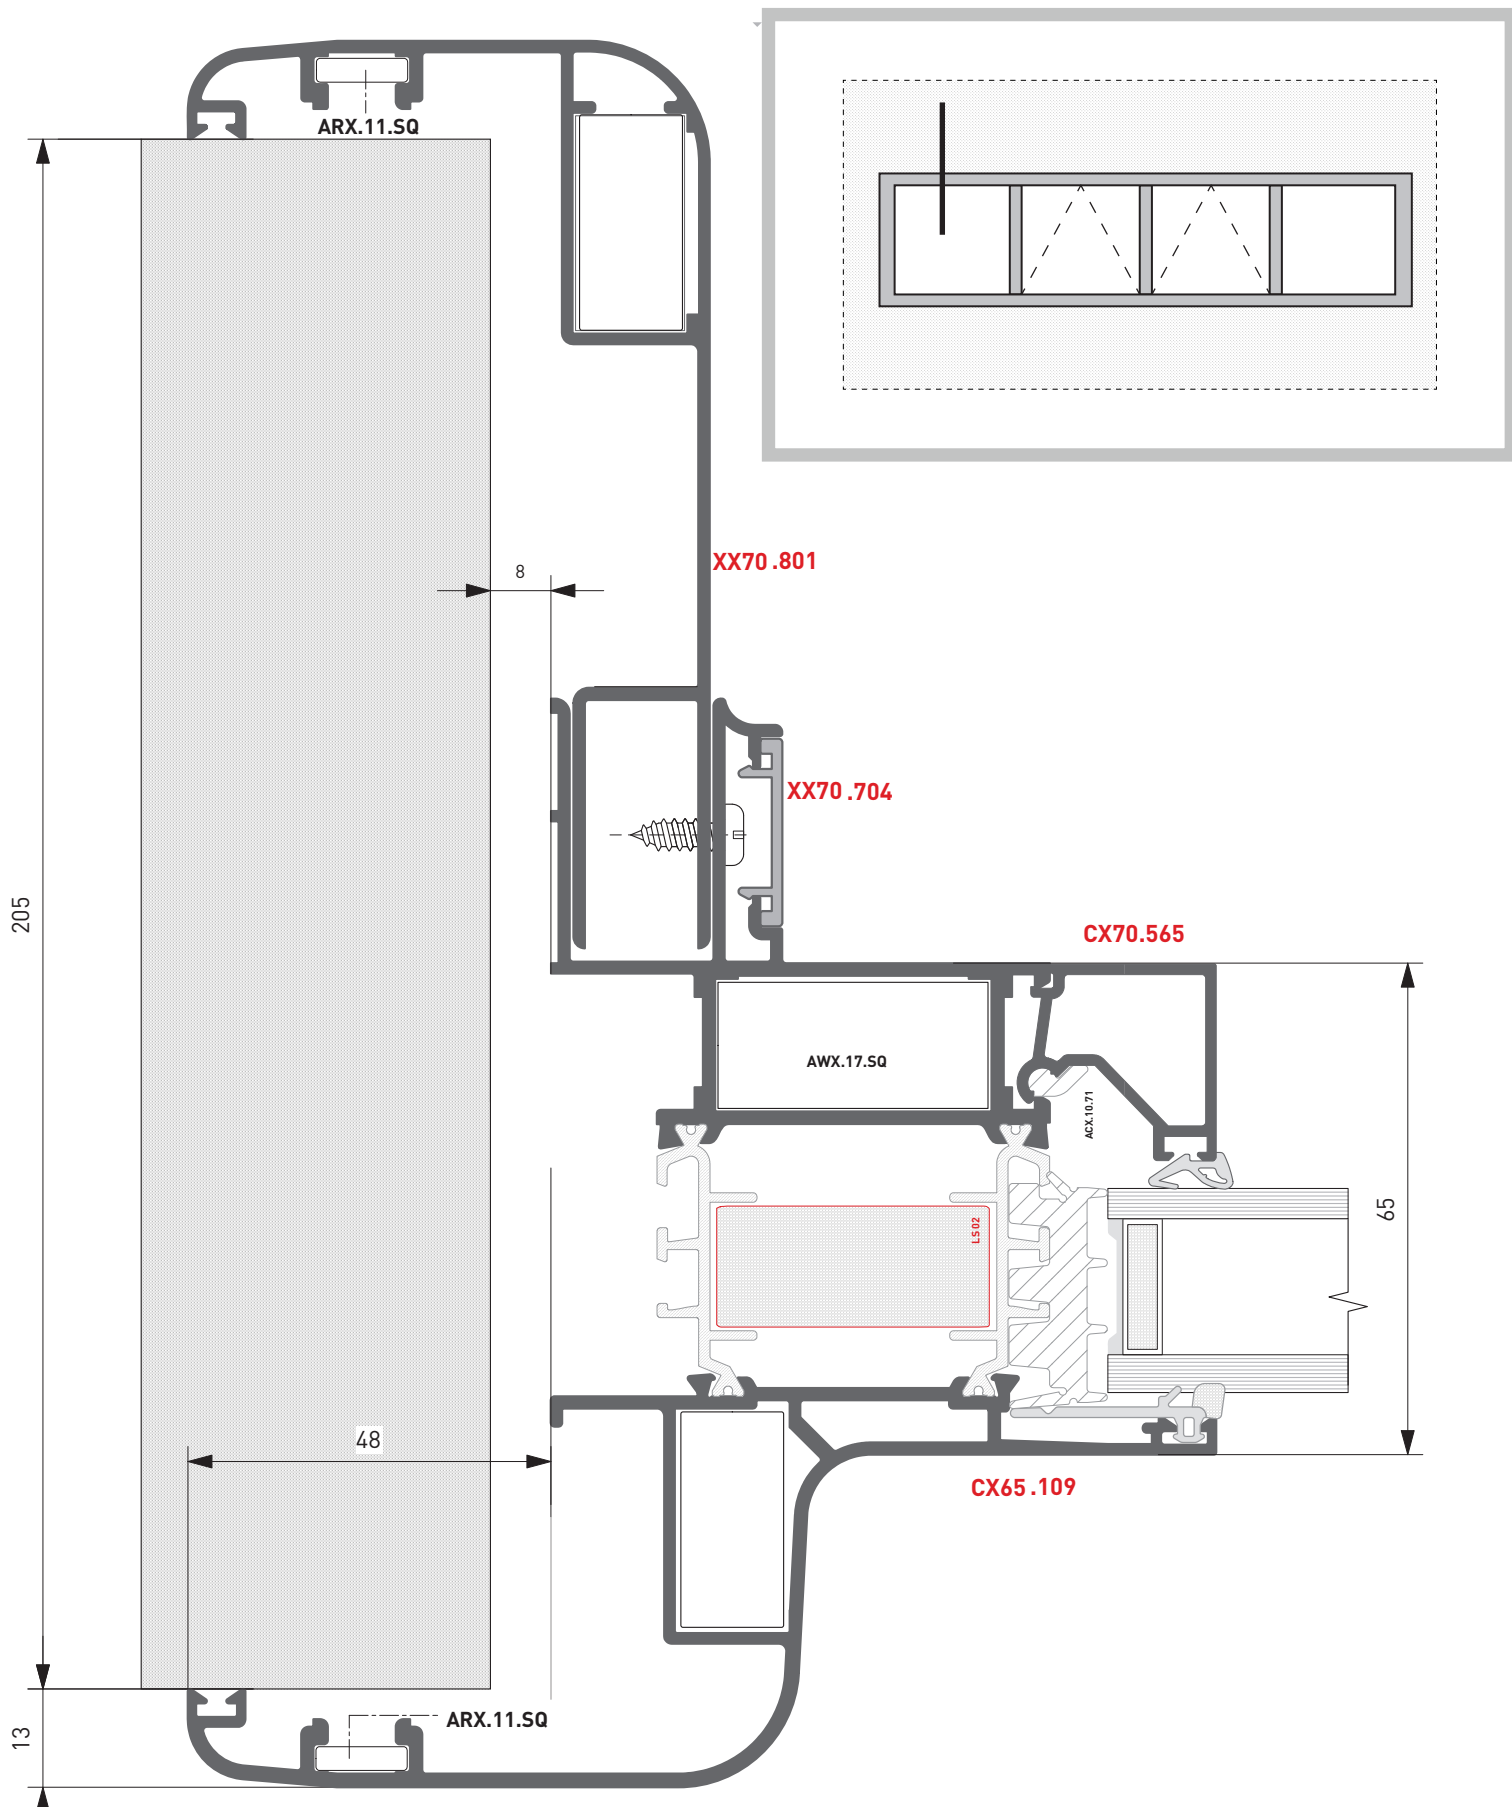 ARX.11.SQ
8
XX70.801
XX70.704
205
CX70.565
AWX.17.SQ
ACX.10.71
LS02
65
48
CX65.109
ARX.11.SQ
13